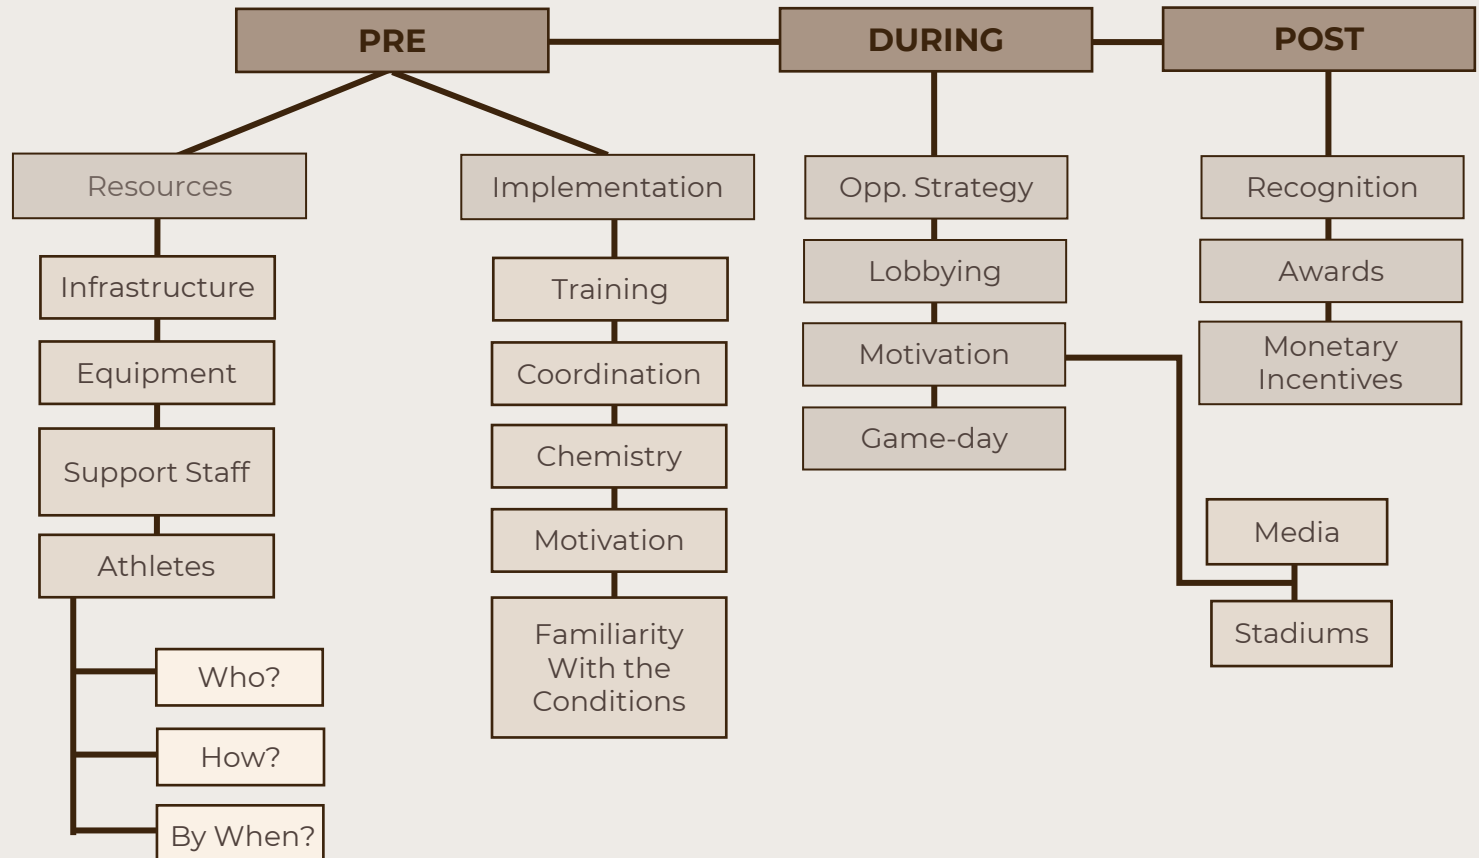 PRE
DURING
POST
Resources
Implementation
Opp. Strategy
Recognition
Infrastructure
Training
Lobbying
Awards
Equipment
Coordination
Motivation
Monetary
Incentives
Support Staff
Chemistry
Game-day
Athletes
Motivation
Media
Who?
Familiarity
With the
Conditions
Stadiums
How?
By When?